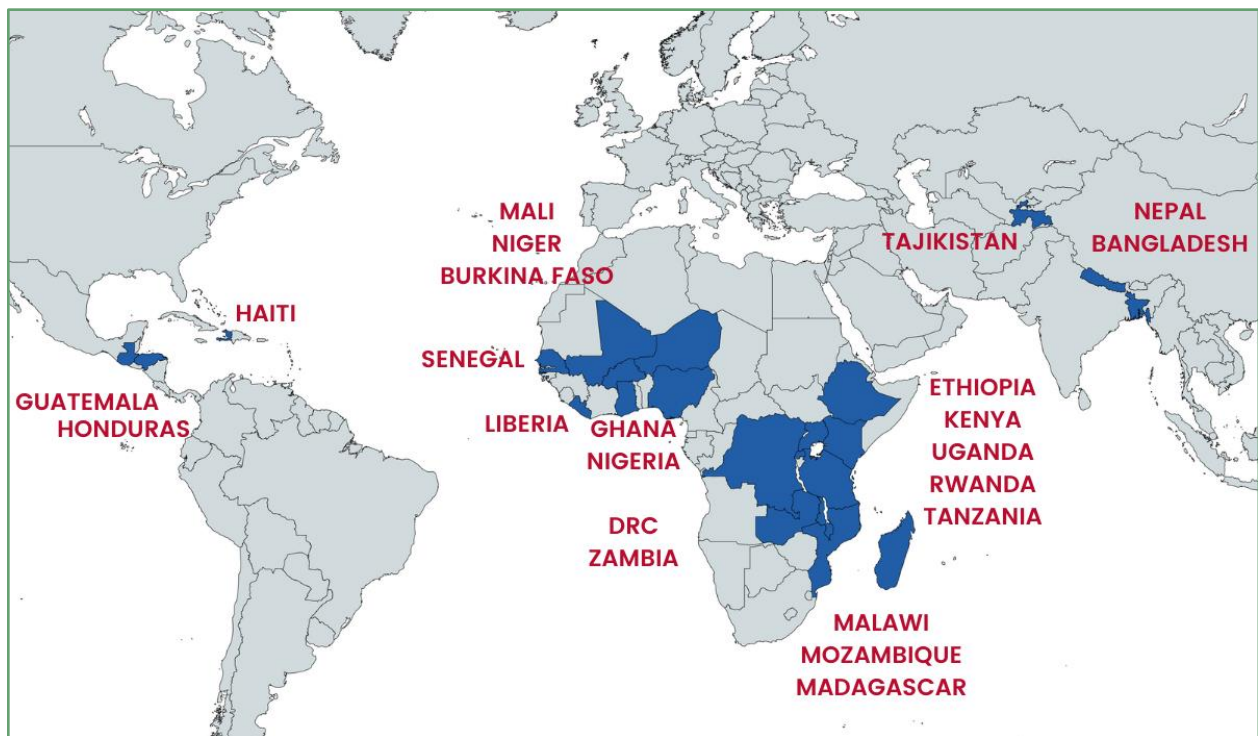 MALI
NIGER
BURKINA FASO
TAJIKISTAN
NEPAL
BANGLADESH
HAITI
SENEGAL
GUATEMALA
HONDURAS
LIBERIA
GHANA
NIGERIA
ETHIOPIA
KENYA
UGANDA
RWANDA
TANZANIA
DRC
ZAMBIA
MALAWI
MOZAMBIQUE
MADAGASCAR